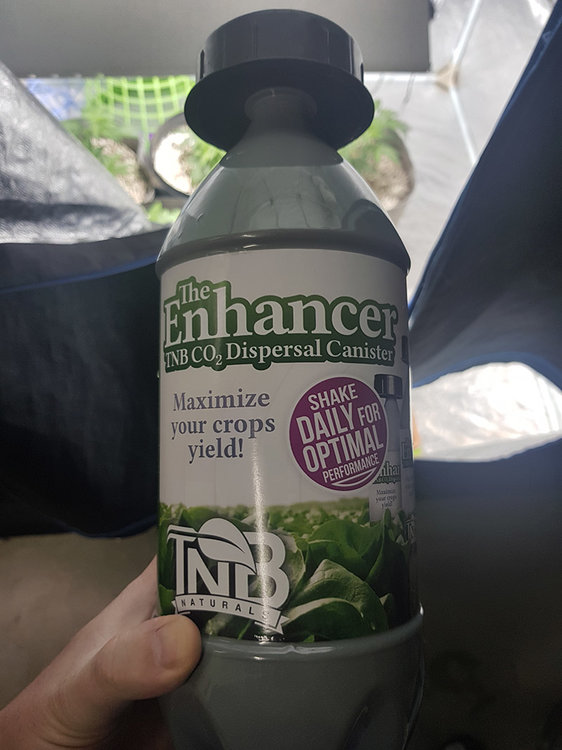 The
Enhancer
TNB CO₂ Dispersal Canister
Maximize
your crops
yield!
SHAKE
DAILY FOR
OPTIMAL
PERFORMANCE
TNB
NATURALS